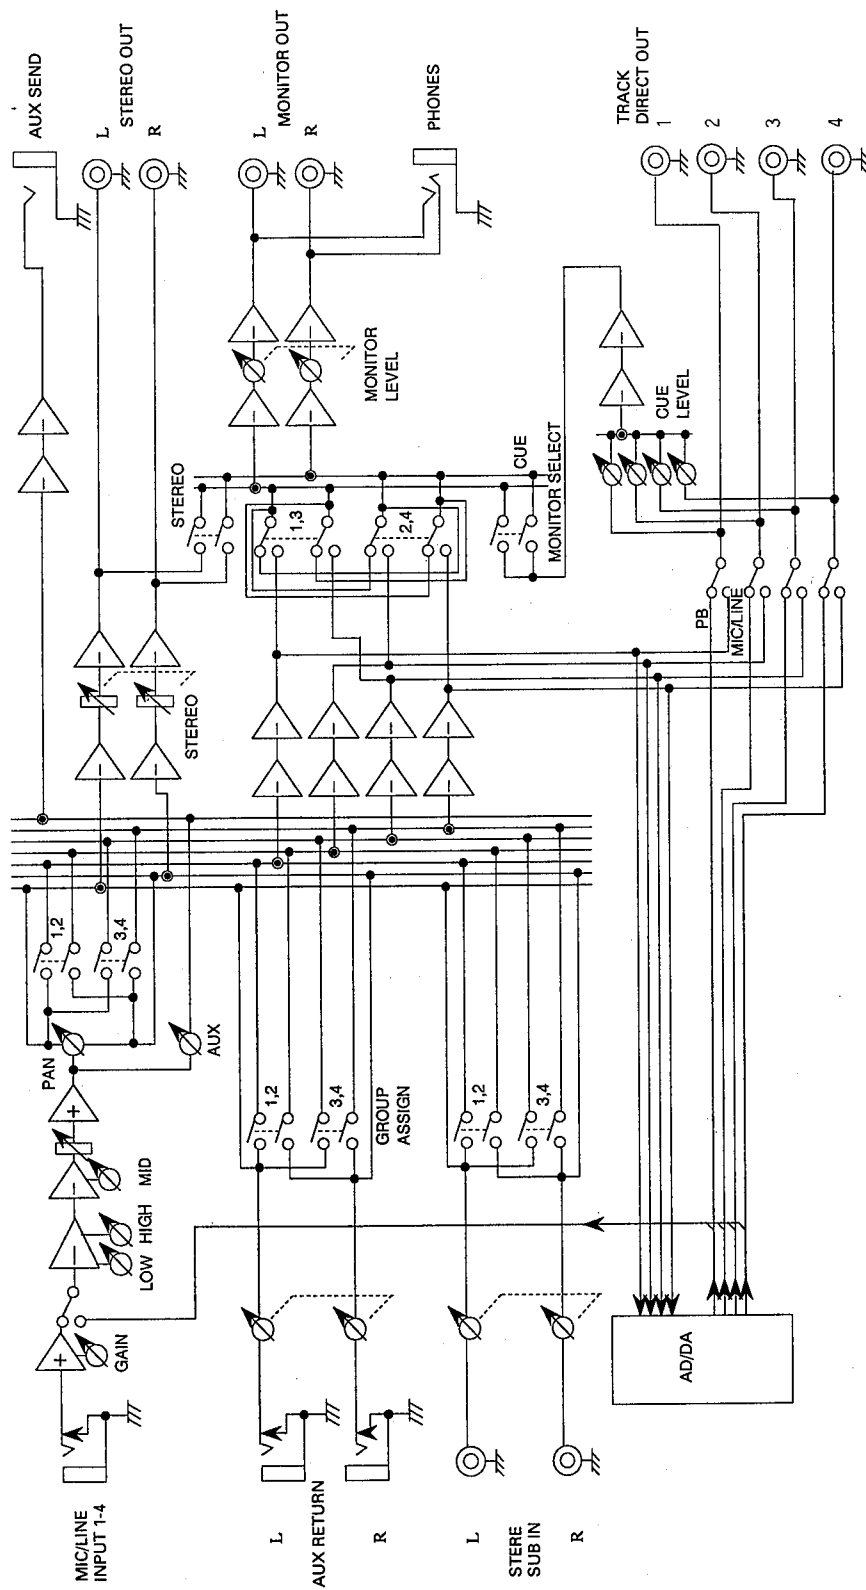 MIC/LINE
INPUT 1-4
GAIN
LOW
HIGH
MID
PAN
AUX
1,2
3,4
STEREO
AUX SEND
L
STEREO OUT
R
L
AUX RETURN
R
1,2
3,4
GROUP
ASSIGN
STEREO
1,3
2,4
CUE
MONITOR SELECT
MONITOR
LEVEL
L
MONITOR OUT
R
PHONES
L
STERE
SUB IN
R
1,2
3,4
AD/DA
PB
MIC/LINE
CUE
LEVEL
TRACK
DIRECT OUT
1
2
3
4